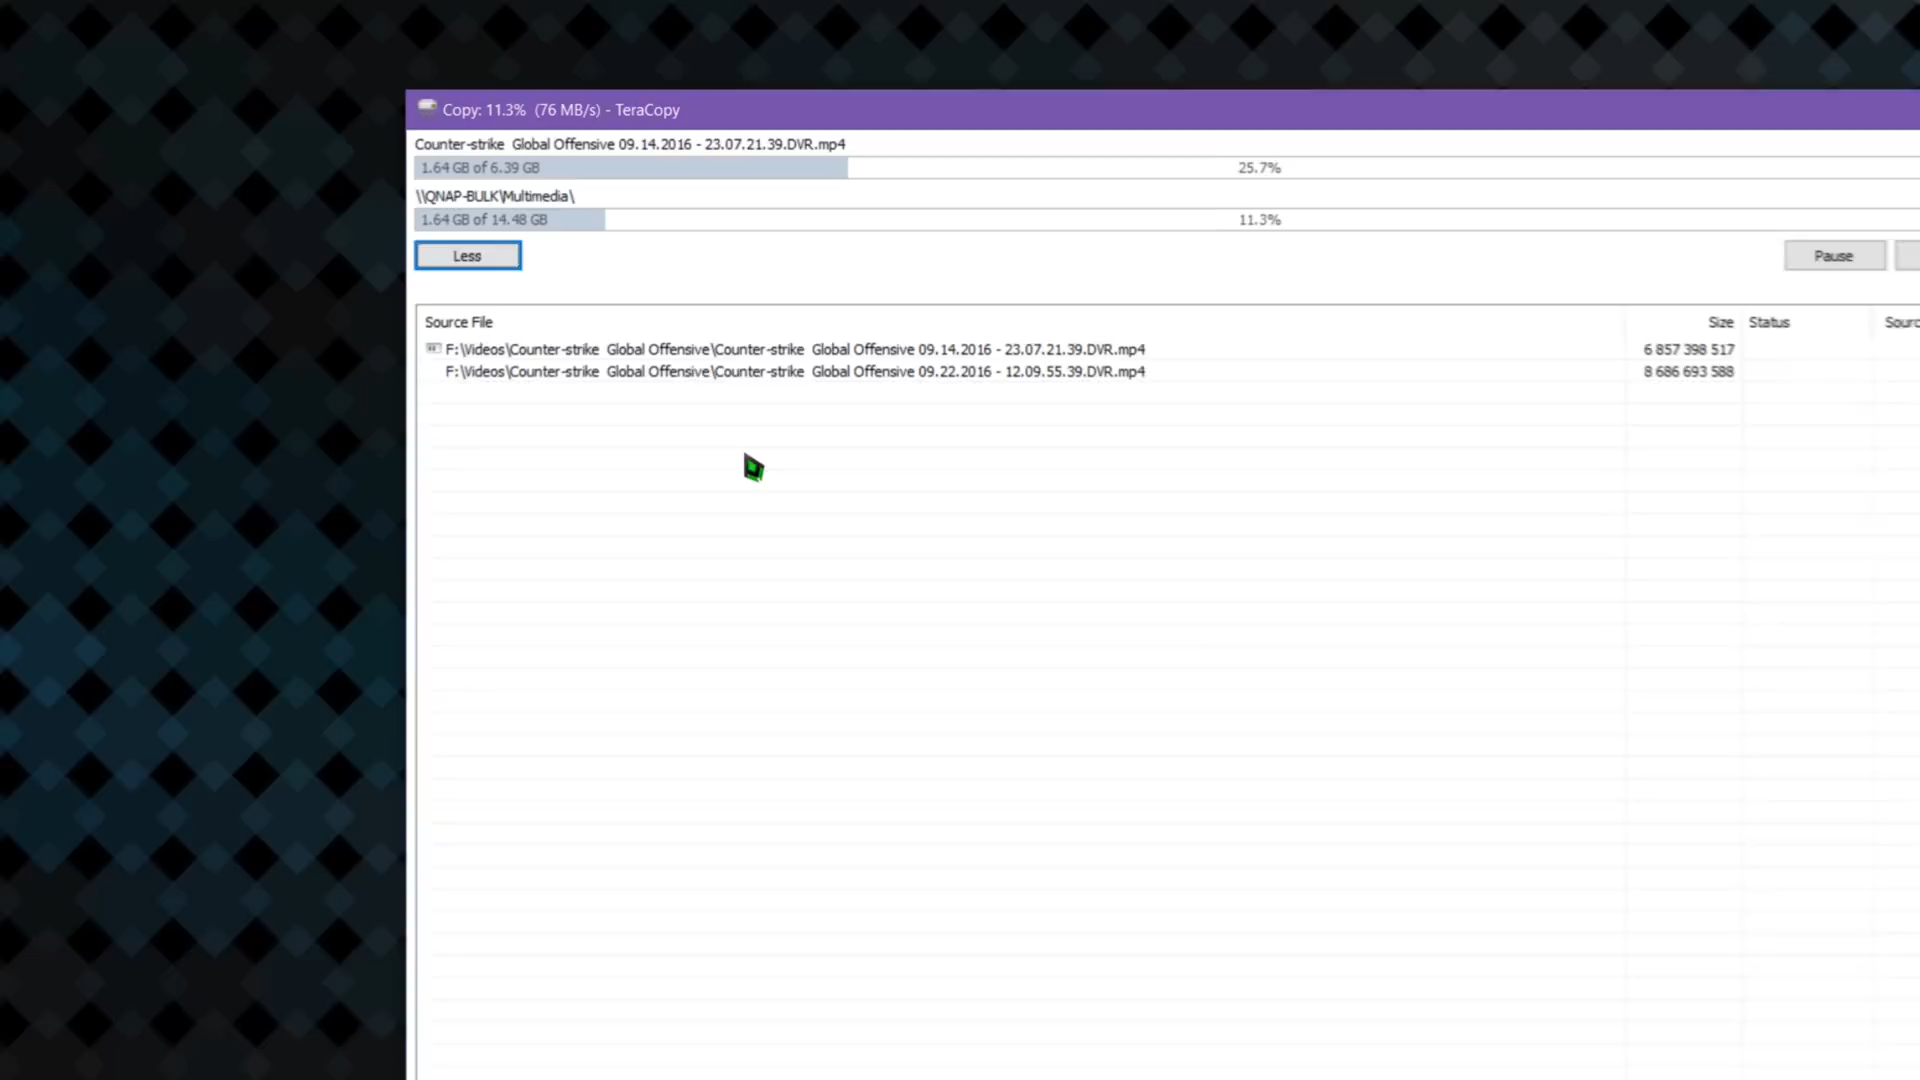 Copy: 11.3% (76 MB/s) - TeraCopy
Counter-strike Global Offensive 09.14.2016 - 23.07.21.39.DVR.mp4
1.64 GB of 6.39 GB 25.7%
\\QNAP-BULK\Multimedia\
1.64 GB of 14.48 GB 11.3%
Less Pause
Source File Size Status Sourc
F:\Videos\Counter-strike Global Offensive\Counter-strike Global Offensive 09.14.2016 - 23.07.21.39.DVR.mp4 6 857 398 517
F:\Videos\Counter-strike Global Offensive\Counter-strike Global Offensive 09.22.2016 - 12.09.55.39.DVR.mp4 8 686 693 588